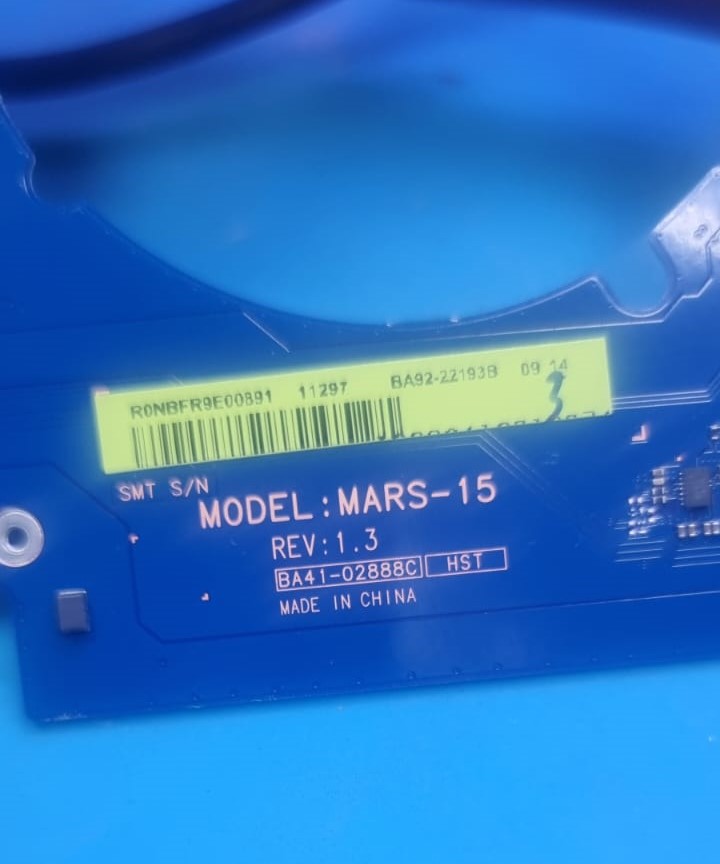 R0NBFR9E00891 11297 BA92-22193B 09 14
3
SMT S/N
MODEL:MARS-15
REV:1.3
BA41-02888C HST
MADE IN CHINA